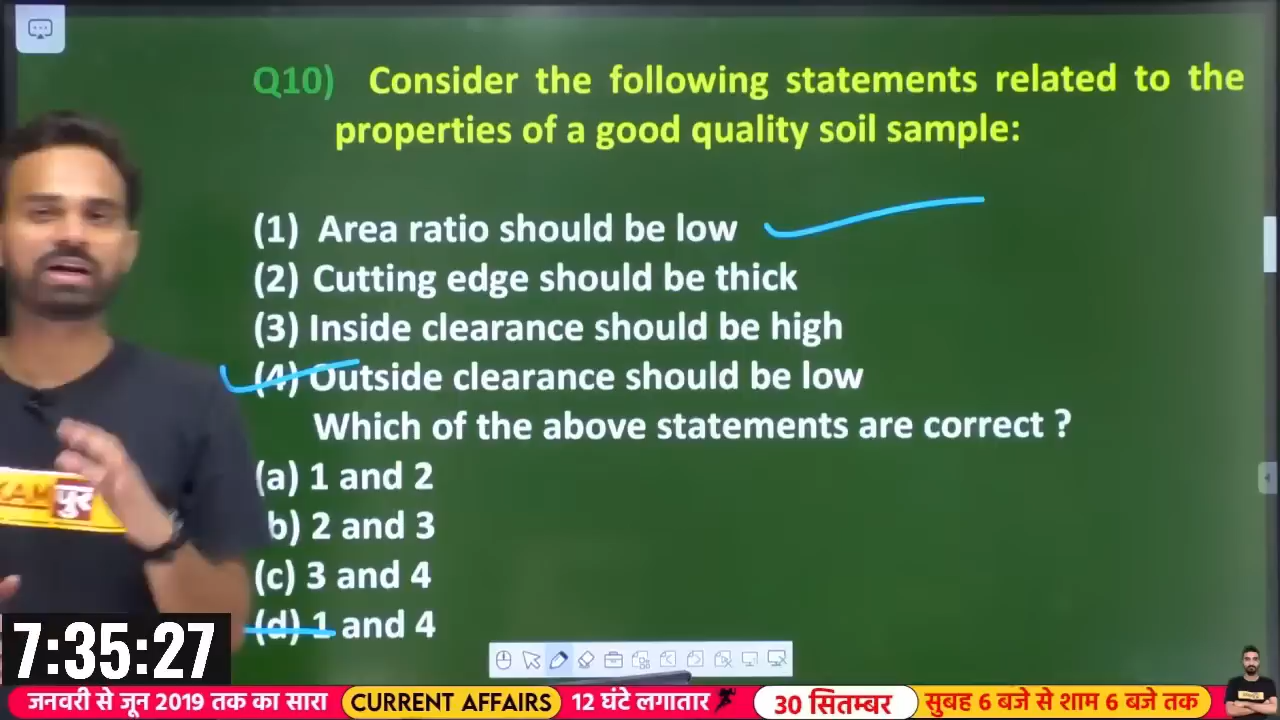 Q10) Consider the following statements related to the
properties of a good quality soil sample:
(1) Area ratio should be low
(2) Cutting edge should be thick
(3) Inside clearance should be high
(4) Outside clearance should be low
Which of the above statements are correct ?
(a) 1 and 2
b) 2 and 3
(c) 3 and 4
(d) 1 and 4
KAM पुर
7:35:27
जनवरी से जून 2019 तक का सारा CURRENT AFFAIRS 12 घंटे लगातार 30 सितम्बर सुबह 6 बजे से शाम 6 बजे तक